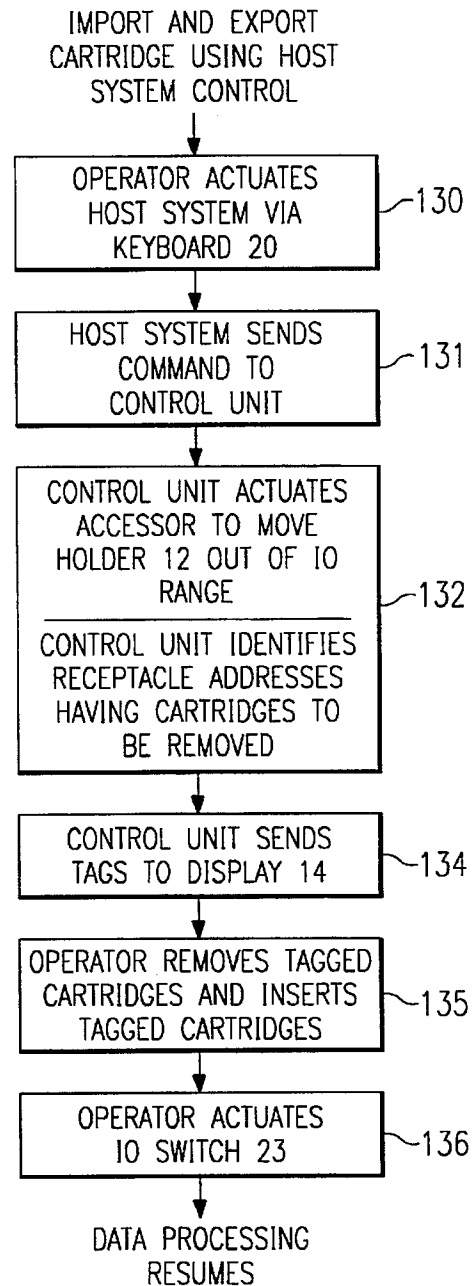 IMPORT AND EXPORT
CARTRIDGE USING HOST
SYSTEM CONTROL
OPERATOR ACTUATES
HOST SYSTEM VIA
KEYBOARD 20
130
HOST SYSTEM SENDS
COMMAND TO
CONTROL UNIT
131
CONTROL UNIT ACTUATES
ACCESSOR TO MOVE
HOLDER 12 OUT OF IO
RANGE
CONTROL UNIT IDENTIFIES
RECEPTACLE ADDRESSES
HAVING CARTRIDGES TO
BE REMOVED
132
CONTROL UNIT SENDS
TAGS TO DISPLAY 14
134
OPERATOR REMOVES TAGGED
CARTRIDGES AND INSERTS
TAGGED CARTRIDGES
135
OPERATOR ACTUATES
IO SWITCH 23
136
DATA PROCESSING
RESUMES